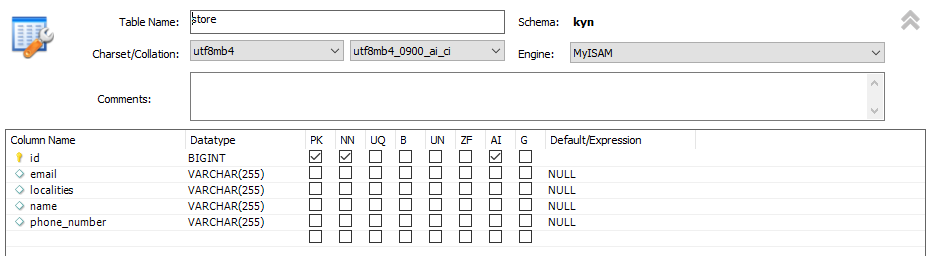 Table Name: store Schema: kyn
Charset/Collation: utf8mb4 utf8mb4_0900_ai_ci Engine: MyISAM
Comments:
Column Name Datatype PK NN UQ B UN ZF AI G Default/Expression
id BIGINT
email VARCHAR(255) NULL
localities VARCHAR(255) NULL
name VARCHAR(255) NULL
phone_number VARCHAR(255) NULL